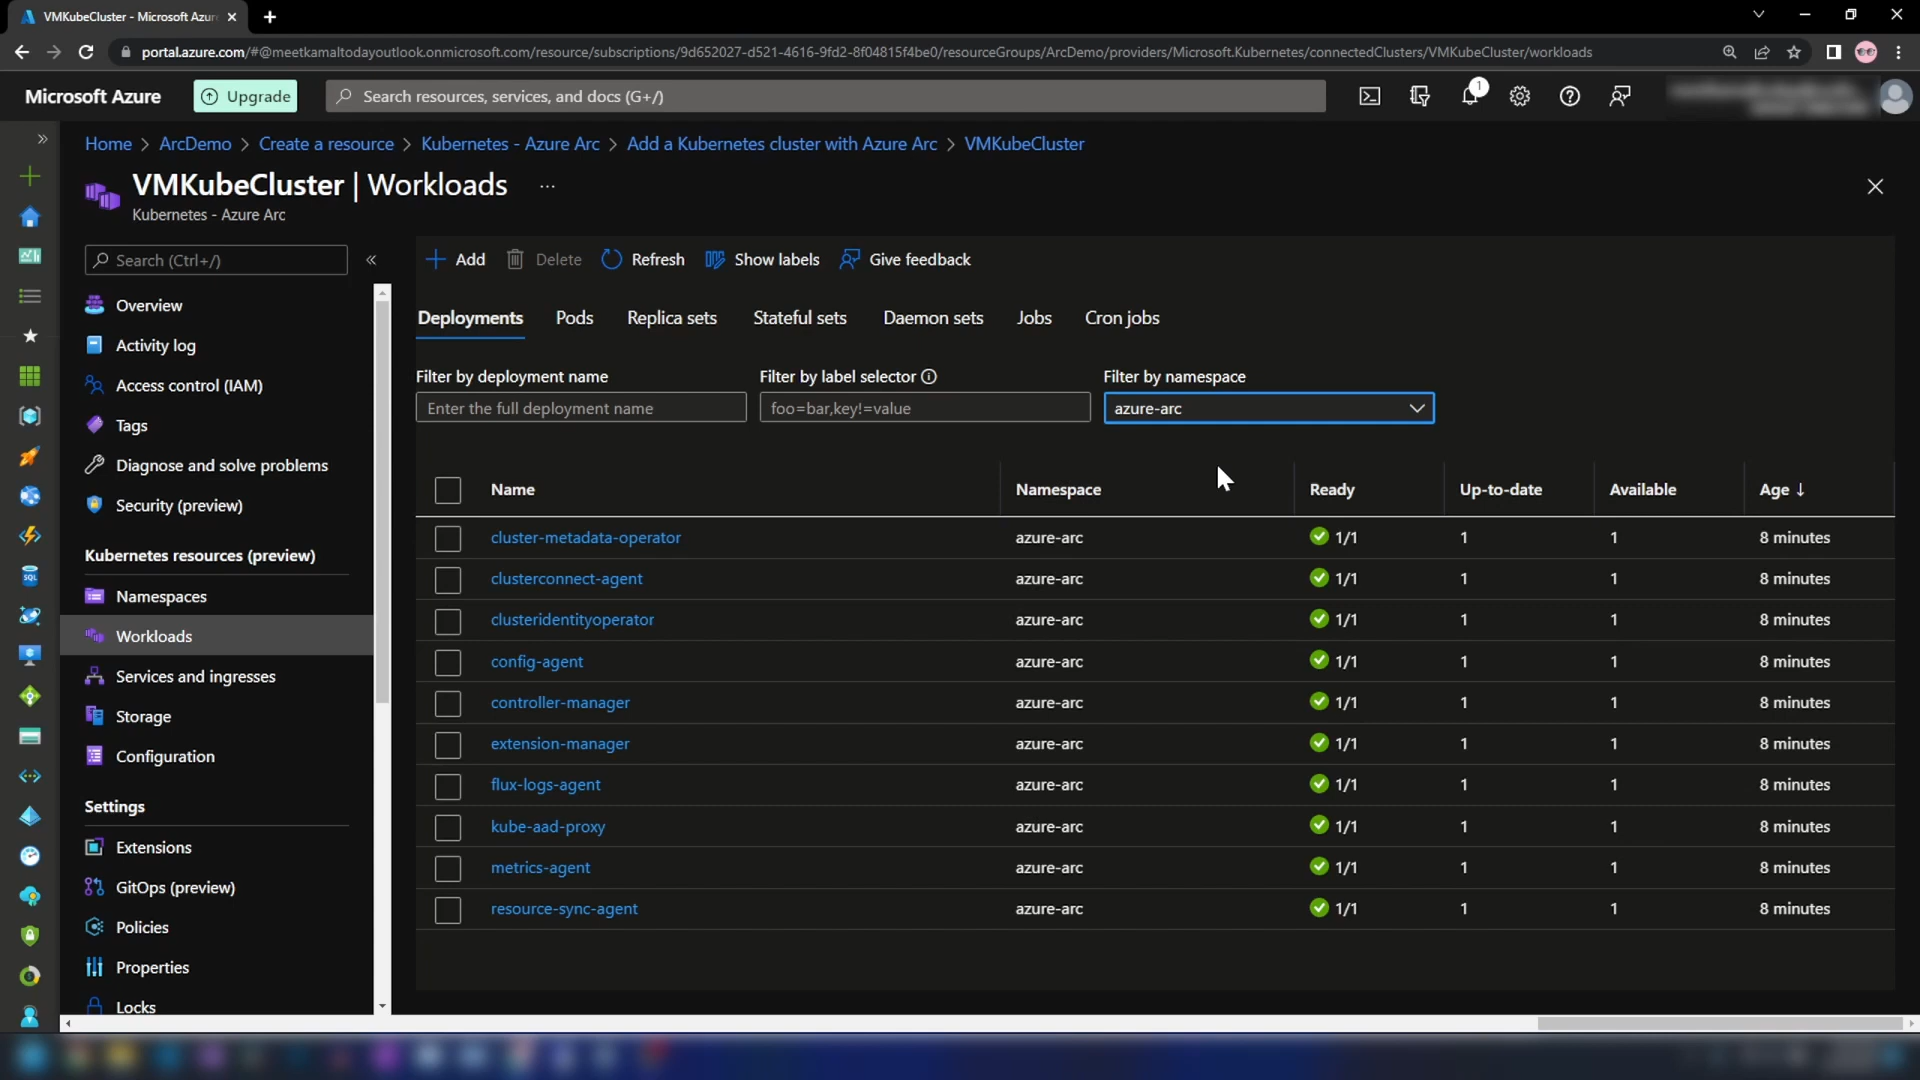 VMKubeCluster - Microsoft Azur
portal.azure.com/#@meetkamaltodayoutlook.onmicrosoft.com/resource/subscriptions/9d652027-d521-4616-9fd2-8f04815f4be0/resourceGroups/ArcDemo/providers/Microsoft.Kubernetes/connectedClusters/VMKubeCluster/workloads
Microsoft Azure
Upgrade
Search resources, services, and docs (G+/)
1
Home > ArcDemo > Create a resource > Kubernetes - Azure Arc > Add a Kubernetes cluster with Azure Arc > VMKubeCluster
VMKubeCluster | Workloads ...
Kubernetes - Azure Arc
Search (Ctrl+/)
Overview
Activity log
Access control (IAM)
Tags
Diagnose and solve problems
Security (preview)
Kubernetes resources (preview)
Namespaces
Workloads
Services and ingresses
Storage
Configuration
Settings
Extensions
GitOps (preview)
Policies
Properties
Locks
SQL
Add Delete Refresh Show labels Give feedback
Deployments Pods Replica sets Stateful sets Daemon sets Jobs Cron jobs
Filter by deployment name Filter by label selector Filter by namespace
Enter the full deployment name foo=bar,key!=value azure-arc
Name Namespace Ready Up-to-date Available Age ↓
cluster-metadata-operator azure-arc 1/1 1 1 8 minutes
clusterconnect-agent azure-arc 1/1 1 1 8 minutes
clusteridentityoperator azure-arc 1/1 1 1 8 minutes
config-agent azure-arc 1/1 1 1 8 minutes
controller-manager azure-arc 1/1 1 1 8 minutes
extension-manager azure-arc 1/1 1 1 8 minutes
flux-logs-agent azure-arc 1/1 1 1 8 minutes
kube-aad-proxy azure-arc 1/1 1 1 8 minutes
metrics-agent azure-arc 1/1 1 1 8 minutes
resource-sync-agent azure-arc 1/1 1 1 8 minutes